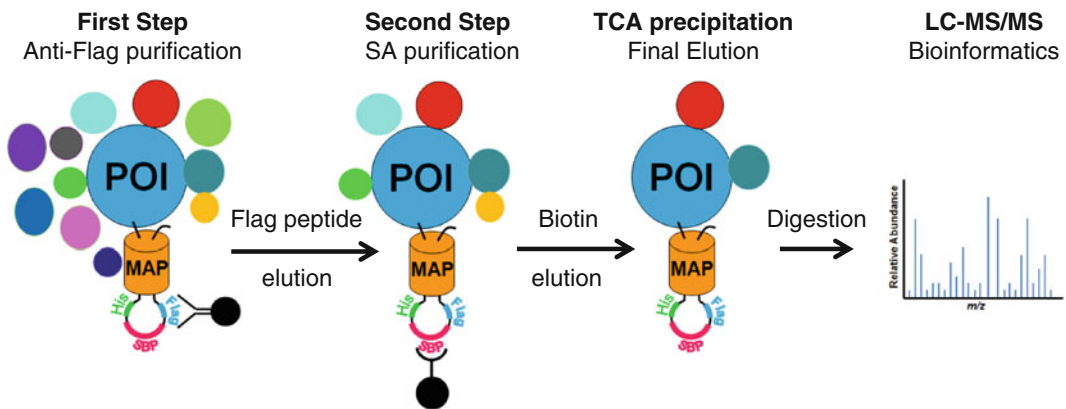 First Step
Anti-Flag purification
Second Step
SA purification
TCA precipitation
Final Elution
LC-MS/MS
Bioinformatics
POI
MAP
His
Flag
SBP
Flag peptide
elution
POI
MAP
His
Flag
SBP
Biotin
elution
POI
MAP
His
Flag
SBP
Digestion
Relative Abundance
m/z